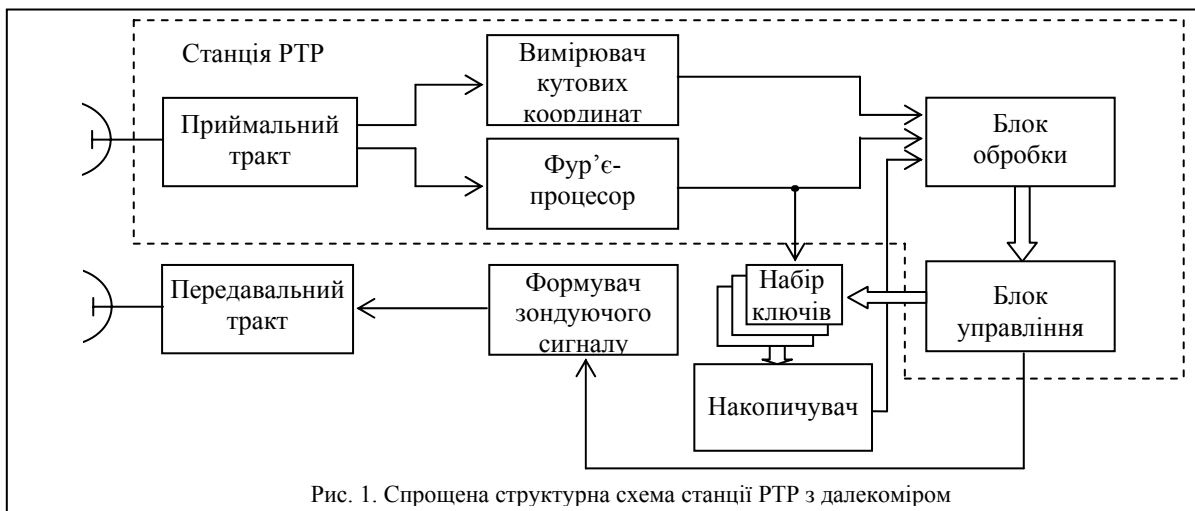 Станція РТР
Приймальний
тракт
Вимірювач
кутових
координат
Фур’є-
процесор
Блок
обробки
Передавальний
тракт
Формувач
зондуючого
сигналу
Набір
ключів
Блок
управління
Накопичувач
Рис. 1. Спрощена структурна схема станції РТР з далекоміром